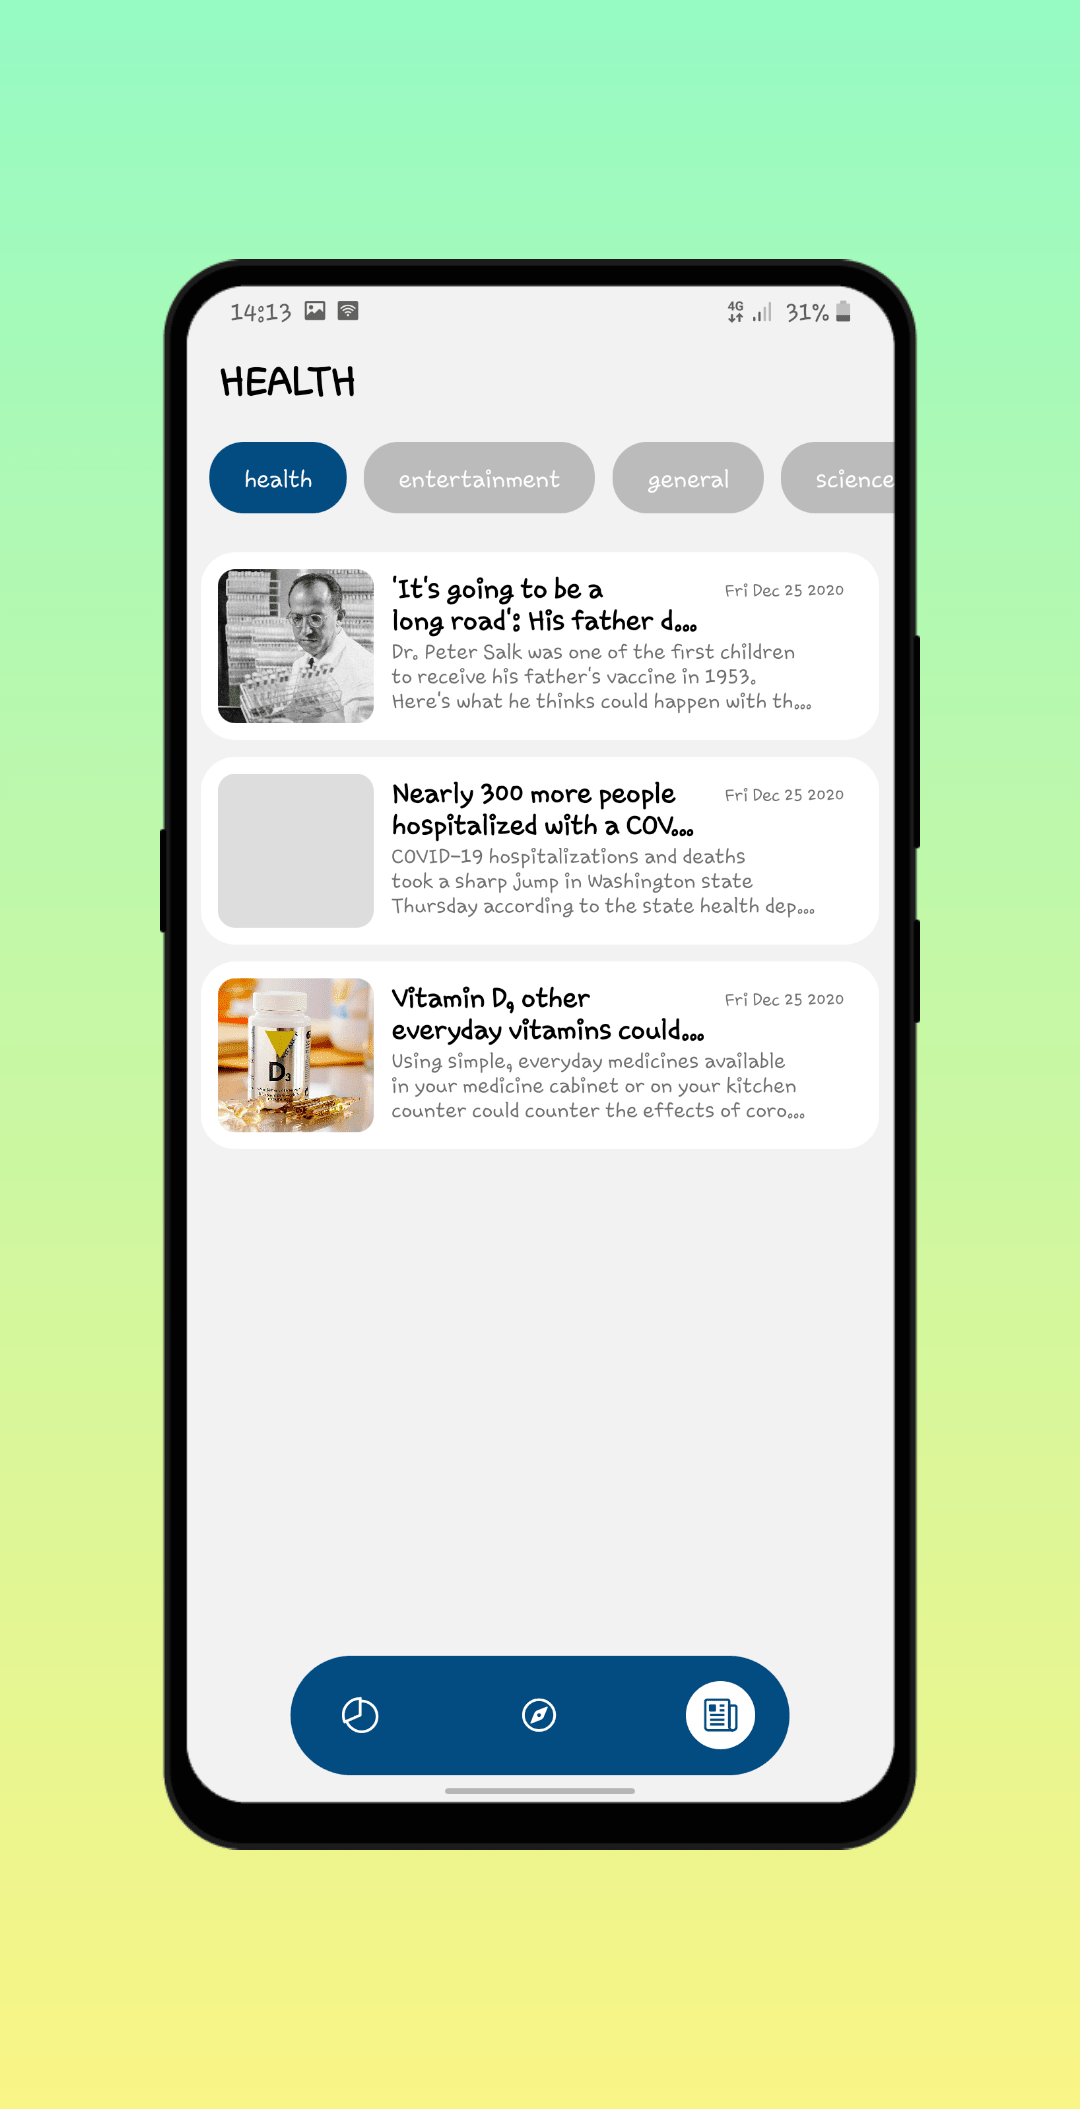 14:13
4G
31%
HEALTH
health
entertainment
general
science
'It's going to be a
long road': His father d...
Fri Dec 25 2020
Dr. Peter Salk was one of the first children
to receive his father's vaccine in 1953.
Here's what he thinks could happen with th...
Nearly 300 more people
hospitalized with a COV...
Fri Dec 25 2020
COVID-19 hospitalizations and deaths
took a sharp jump in Washington state
Thursday according to the state health dep...
Vitamin D, other
everyday vitamins could...
Fri Dec 25 2020
Using simple, everyday medicines available
in your medicine cabinet or on your kitchen
counter could counter the effects of coro...
D3